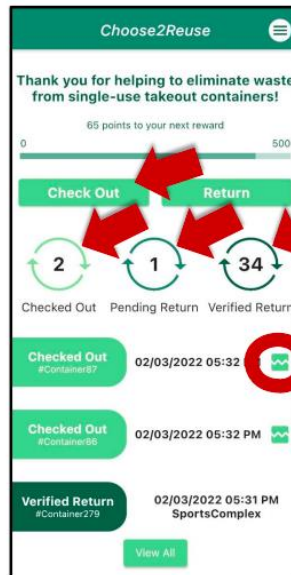 Choose2Reuse
Thank you for helping to eliminate waste
from single-use takeout containers!
65 points to your next reward
0 500
Check Out Return
2 1 34
Checked Out Pending Return Verified Return
Checked Out
#Container87
02/03/2022 05:32
Checked Out
#Container86
02/03/2022 05:32 PM
Verified Return
#Container279
02/03/2022 05:31 PM
SportsComplex
View All